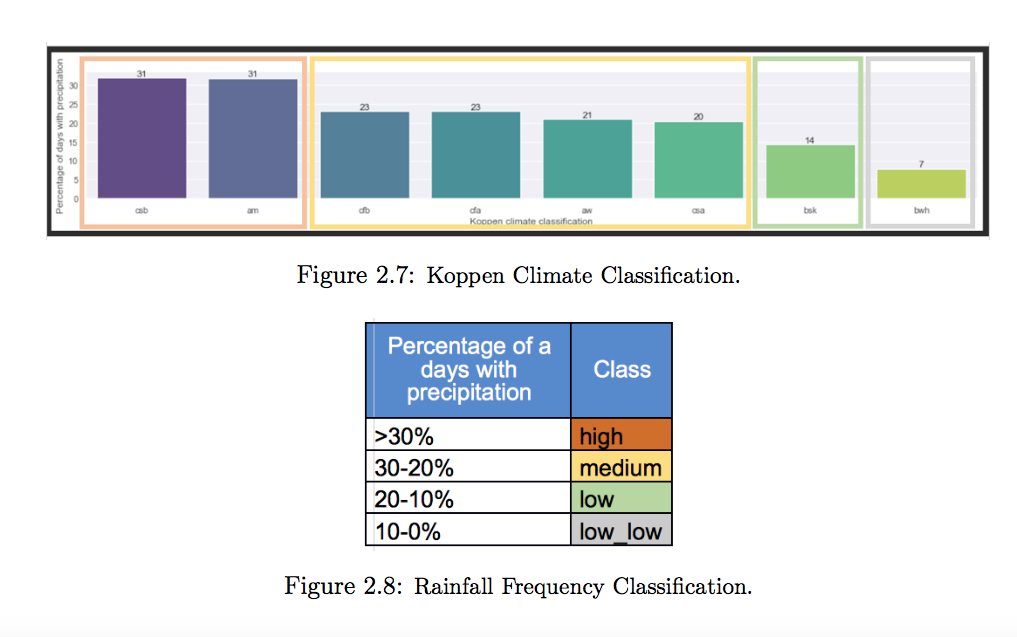 Percentage of days with precipitation
30
25
20
15
10
5
0
31
31
23
23
21
20
14
7
csb
am
cfb
cfa
aw
csa
bsk
bwh
Koppen climate classification
Figure 2.7: Koppen Climate Classification.
Percentage of a
days with
precipitation
Class
>30%
high
30-20%
medium
20-10%
low
10-0%
low_low
Figure 2.8: Rainfall Frequency Classification.